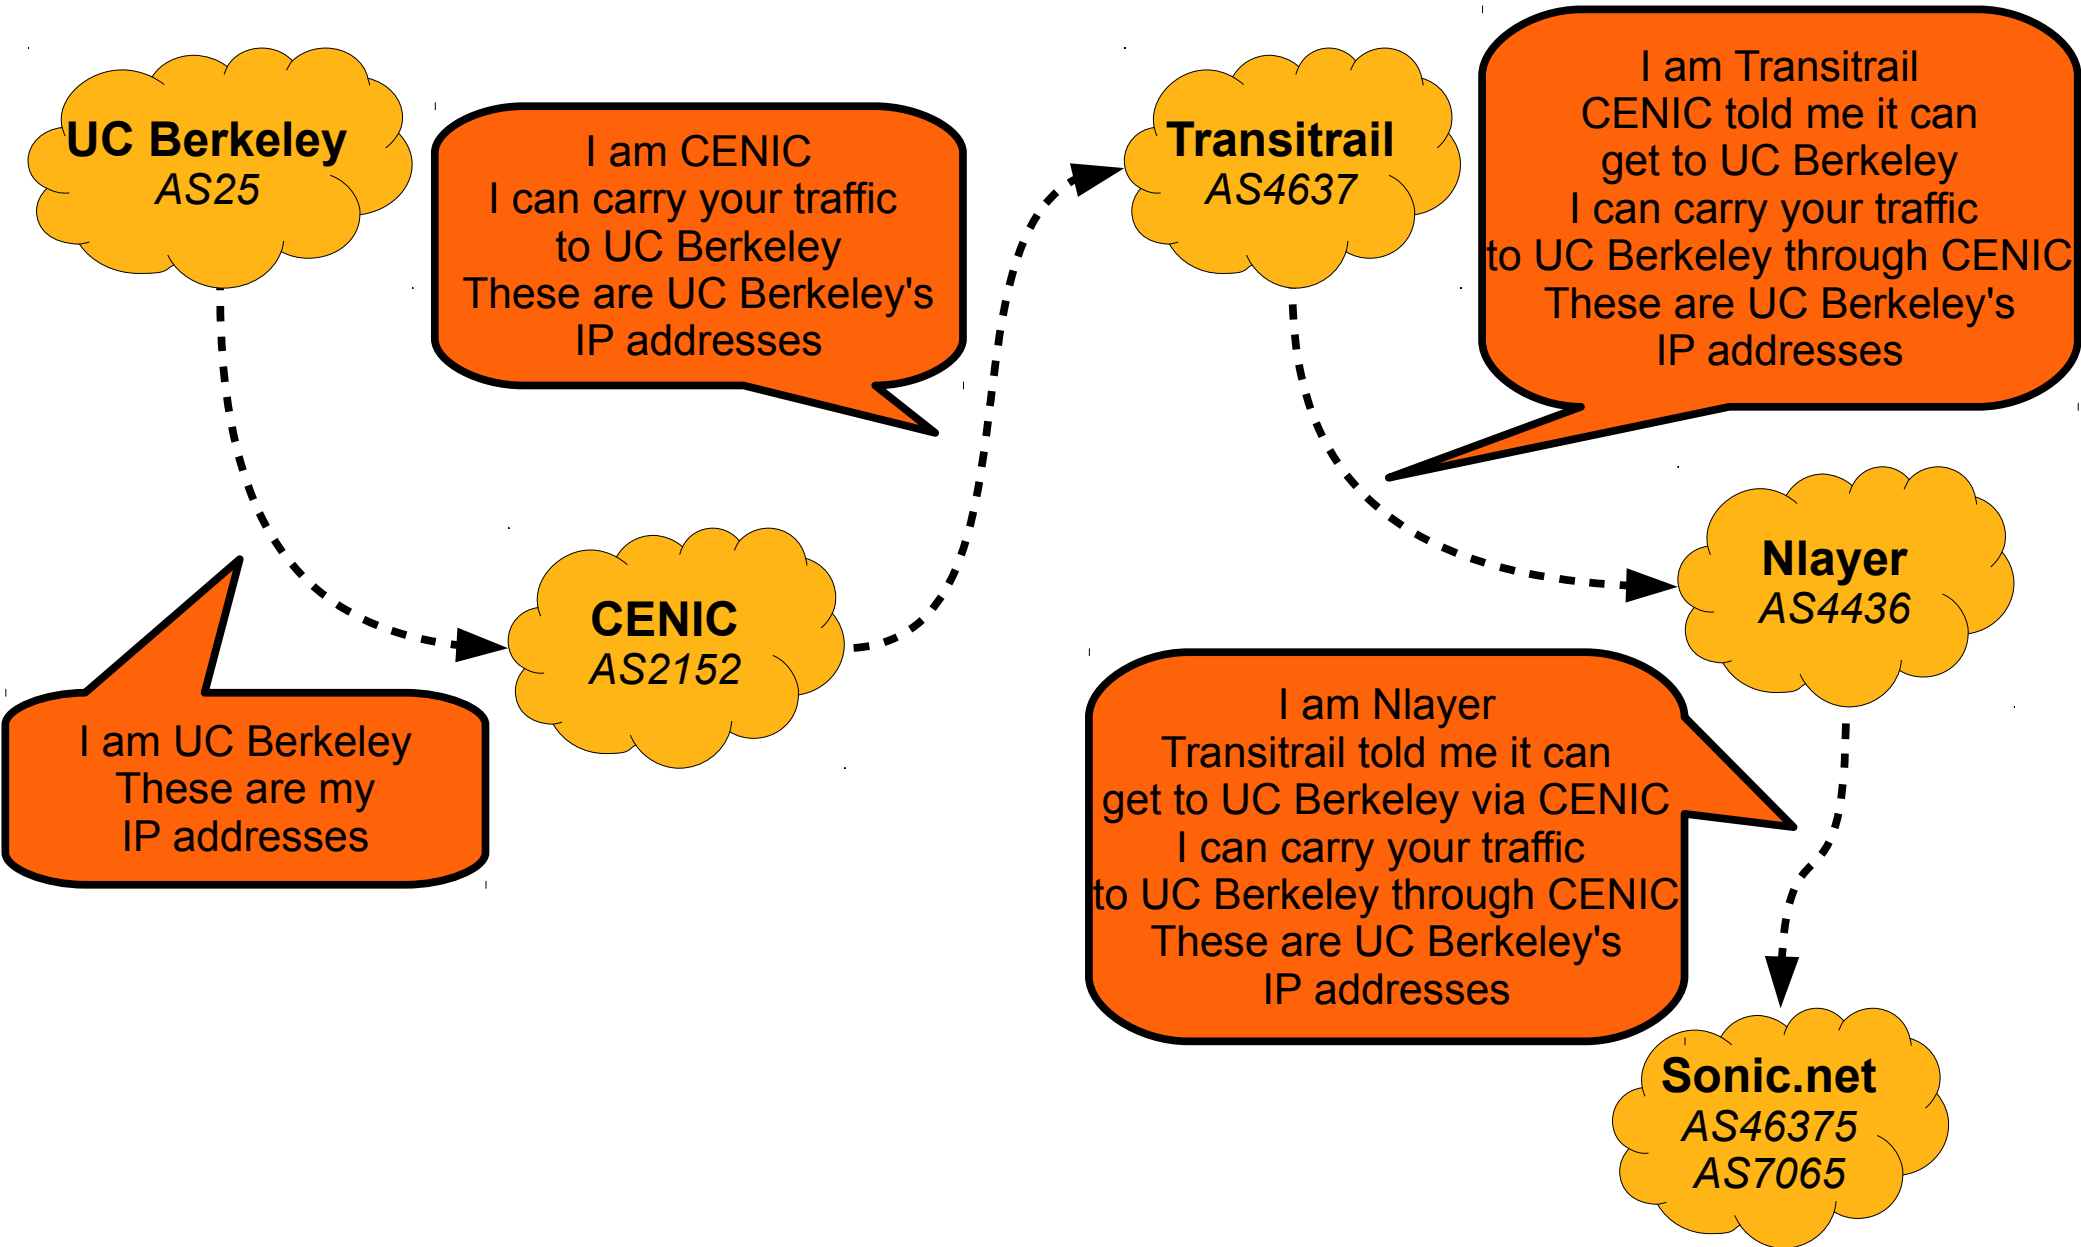 UC Berkeley
AS25
I am CENIC
I can carry your traffic
to UC Berkeley
These are UC Berkeley's
IP addresses
Transitrail
AS4637
I am Transitrail
CENIC told me it can
get to UC Berkeley
I can carry your traffic
to UC Berkeley through CENIC
These are UC Berkeley's
IP addresses
I am UC Berkeley
These are my
IP addresses
CENIC
AS2152
Nlayer
AS4436
I am Nlayer
Transitrail told me it can
get to UC Berkeley via CENIC
I can carry your traffic
to UC Berkeley through CENIC
These are UC Berkeley's
IP addresses
Sonic.net
AS46375
AS7065